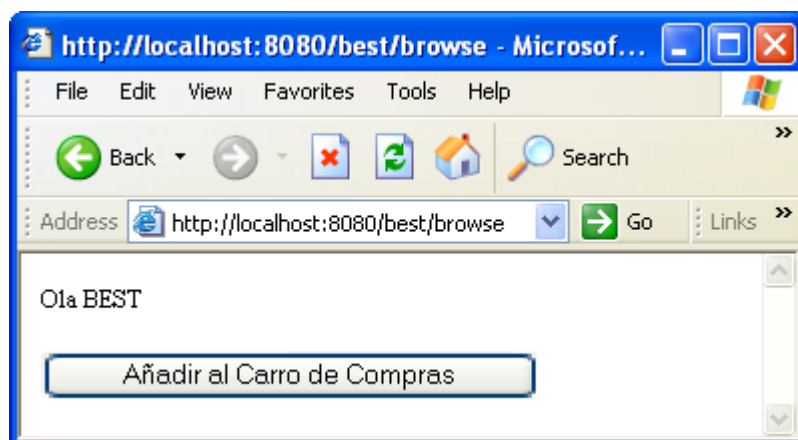 http://localhost:8080/best/browse - Microsof...
File Edit View Favorites Tools Help
Back Search »
Address http://localhost:8080/best/browse Go Links »
Ola BEST
Añadir al Carro de Compras